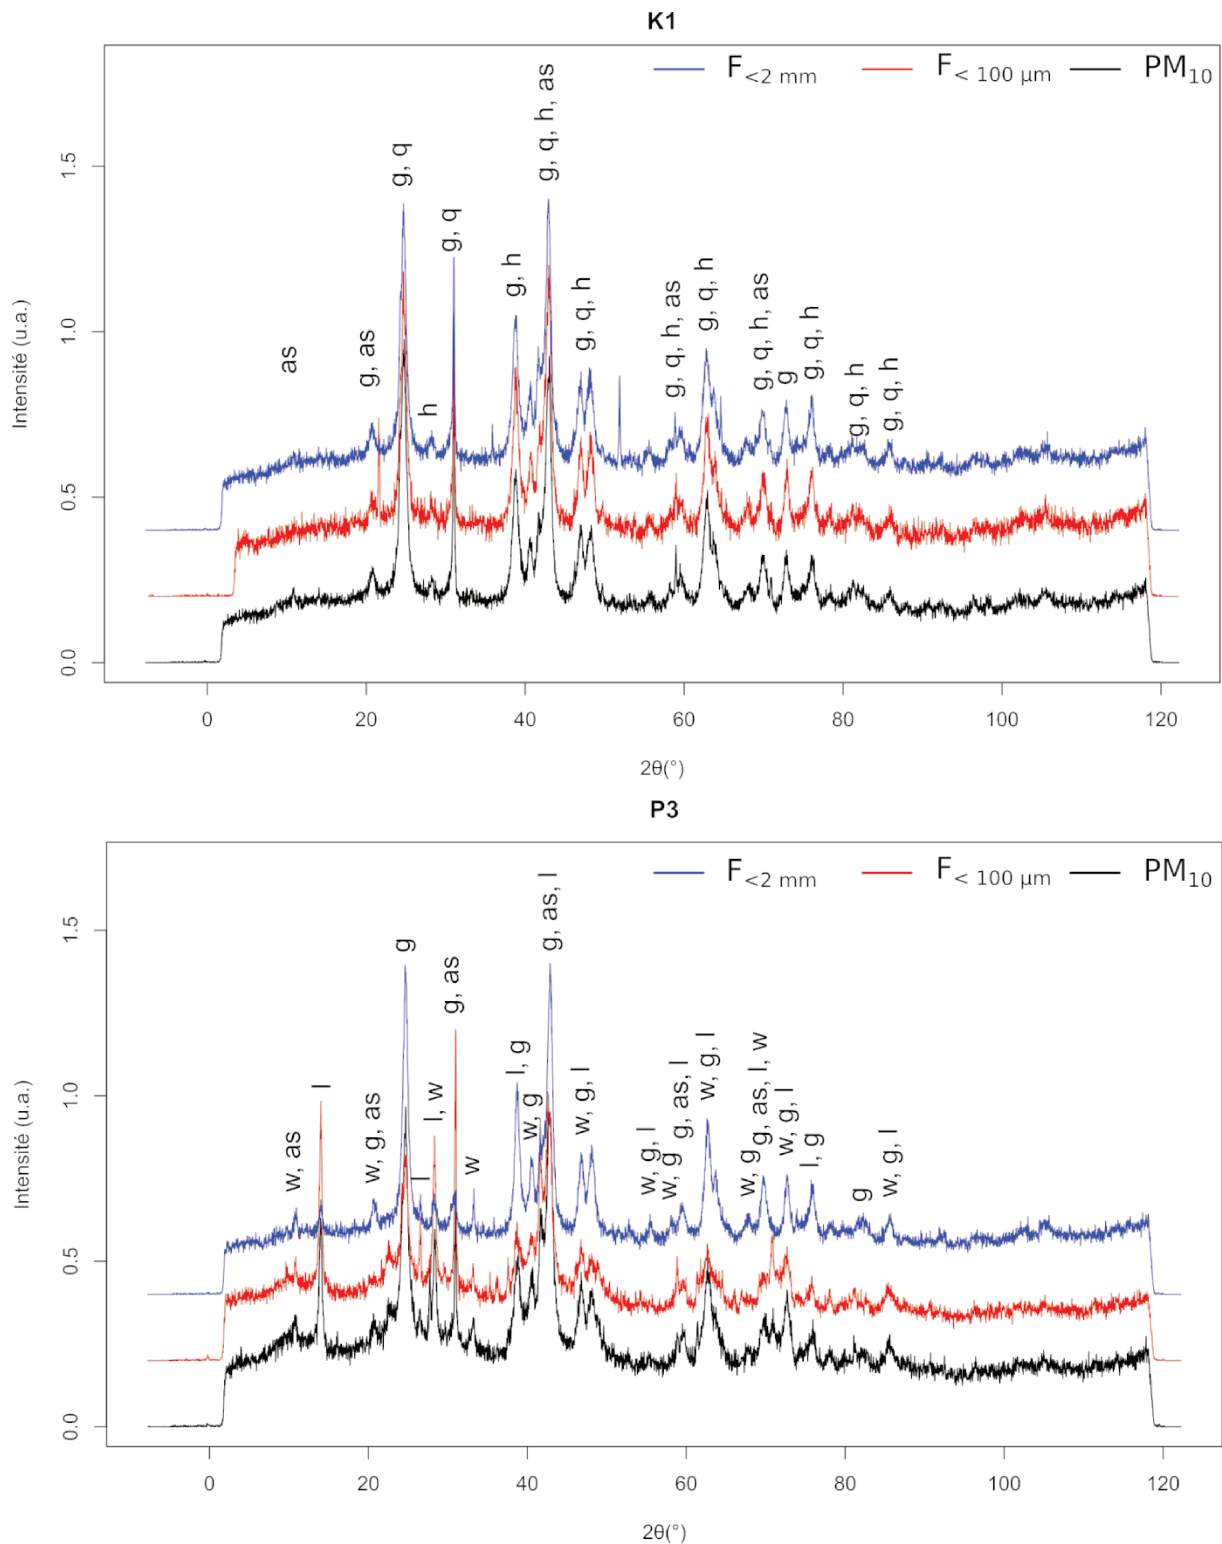 K1
F<2 mm F< 100 µm PM10
Intensité (u.a.)
1.5
1.0
0.5
0.0
as
g, as
g, q
h
g, q
g, h
g, q, h, as
g, q, h
g, q, h, as
g, q, h
g, q, h, as
g
g, q, h
g, q, h
g, q, h
0 20 40 60 80 100 120
2θ(°)
P3
F<2 mm F< 100 µm PM10
Intensité (u.a.)
1.5
1.0
0.5
0.0
w, as
l
w, g, as
g
l
l, w
g, as
w
l, g
w, g
g, as, l
w, g, l
w, g, l
w, g
g, as, l
w, g, l
w, g
g, as, l, w
w, g, l
l, g
g
w, g, l
0 20 40 60 80 100 120
2θ(°)